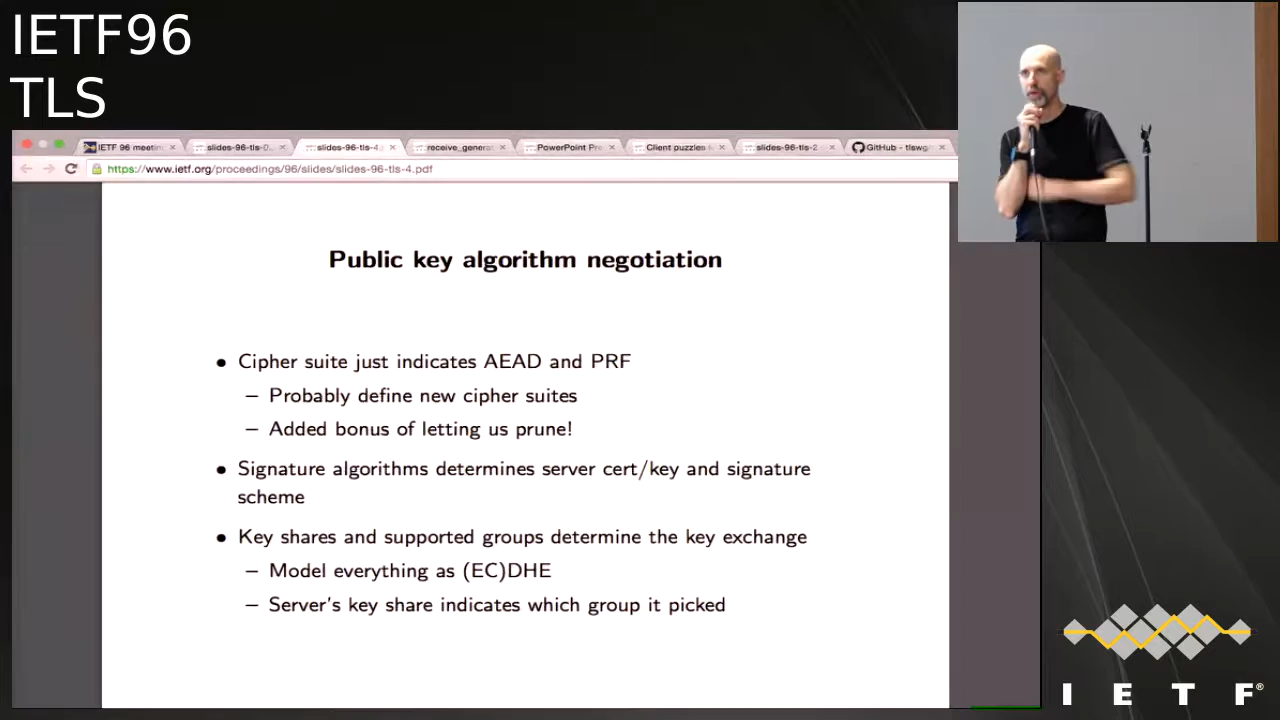 IETF96
TLS
IETF 96 meetin
slides-96-tls-0
slides-96-tls-4
receive_genera
PowerPoint Pre
Client puzzles
slides-96-tls-2
GitHub - tlswg
https://www.ietf.org/proceedings/96/slides/slides-96-tls-4.pdf
Public key algorithm negotiation
• Cipher suite just indicates AEAD and PRF
– Probably define new cipher suites
– Added bonus of letting us prune!
• Signature algorithms determines server cert/key and signature
scheme
• Key shares and supported groups determine the key exchange
– Model everything as (EC)DHE
– Server's key share indicates which group it picked
I E T F®